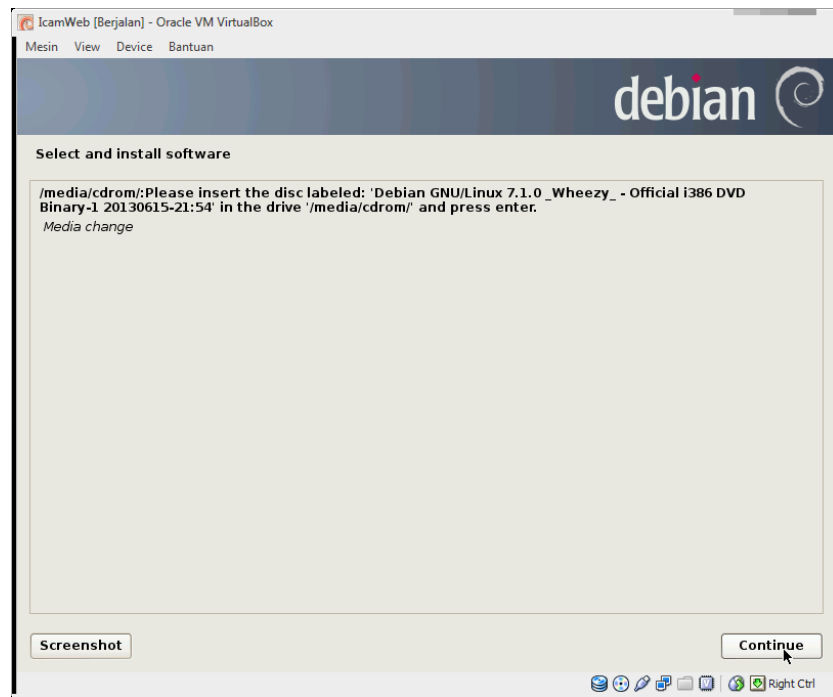 IcamWeb [Berjalan] - Oracle VM VirtualBox
Mesin View Device Bantuan
debian
Select and install software
/media/cdrom/:Please insert the disc labeled: 'Debian GNU/Linux 7.1.0 _Wheezy_ - Official i386 DVD
Binary-1 20130615-21:54' in the drive '/media/cdrom/' and press enter.
Media change
Screenshot Continue
Right Ctrl